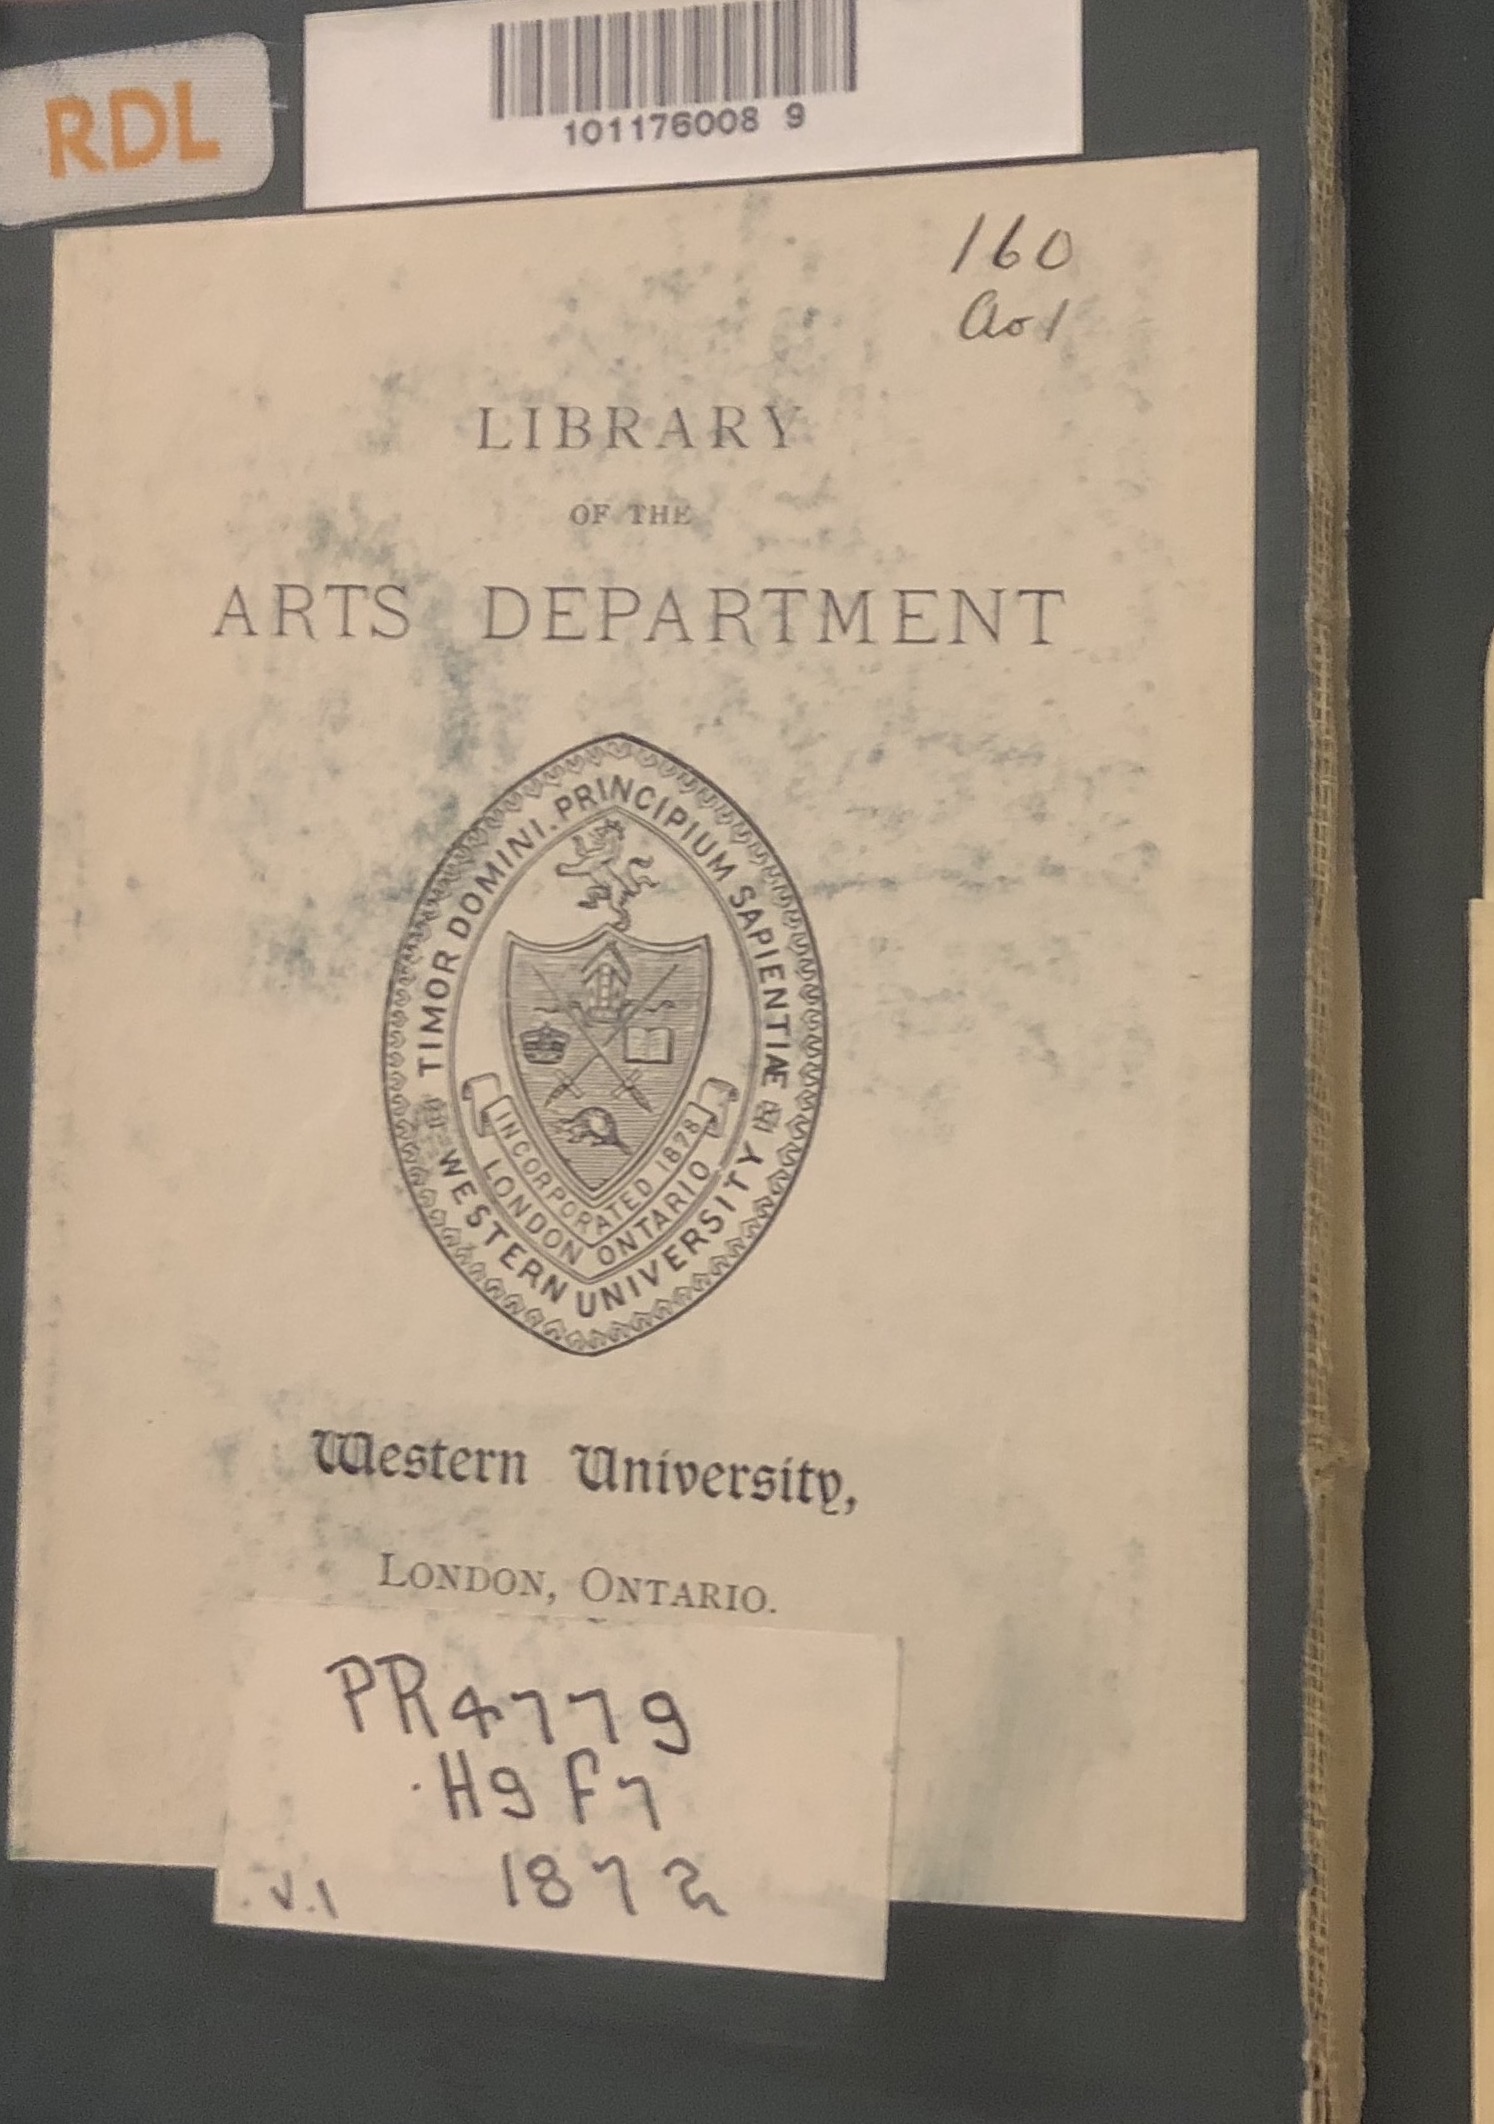 RDL
101176008 9
160
Ao1
LIBRARY
OF THE
ARTS DEPARTMENT
TIMOR DOMINI. PRINCIPIUM SAPIENTIÆ
INCORPORATED 1878
LONDON ONTARIO
WESTERN UNIVERSITY
Western University,
LONDON, ONTARIO.
PR4779
.H9F7
v.1 1872